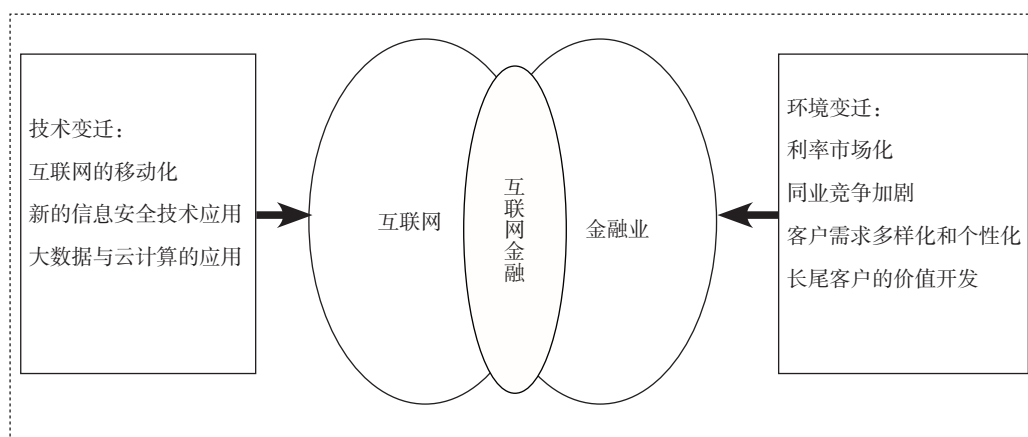 技术变迁：
互联网的移动化
新的信息安全技术应用
大数据与云计算的应用
互联网
互联网金融
金融业
环境变迁：
利率市场化
同业竞争加剧
客户需求多样化和个性化
长尾客户的价值开发